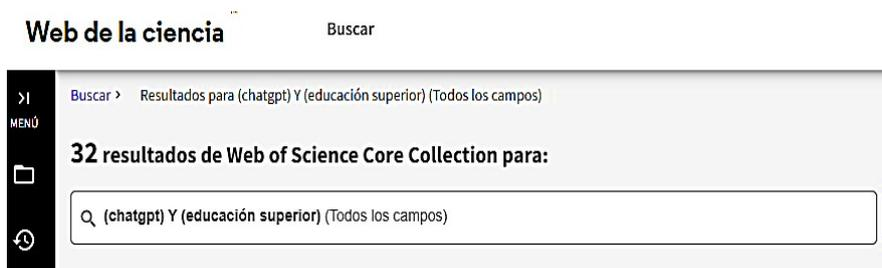 Web de la ciencia
Buscar
Buscar > Resultados para (chatgpt) Y (educación superior) (Todos los campos)
MENÚ
32 resultados de Web of Science Core Collection para:
(chatgpt) Y (educación superior) (Todos los campos)